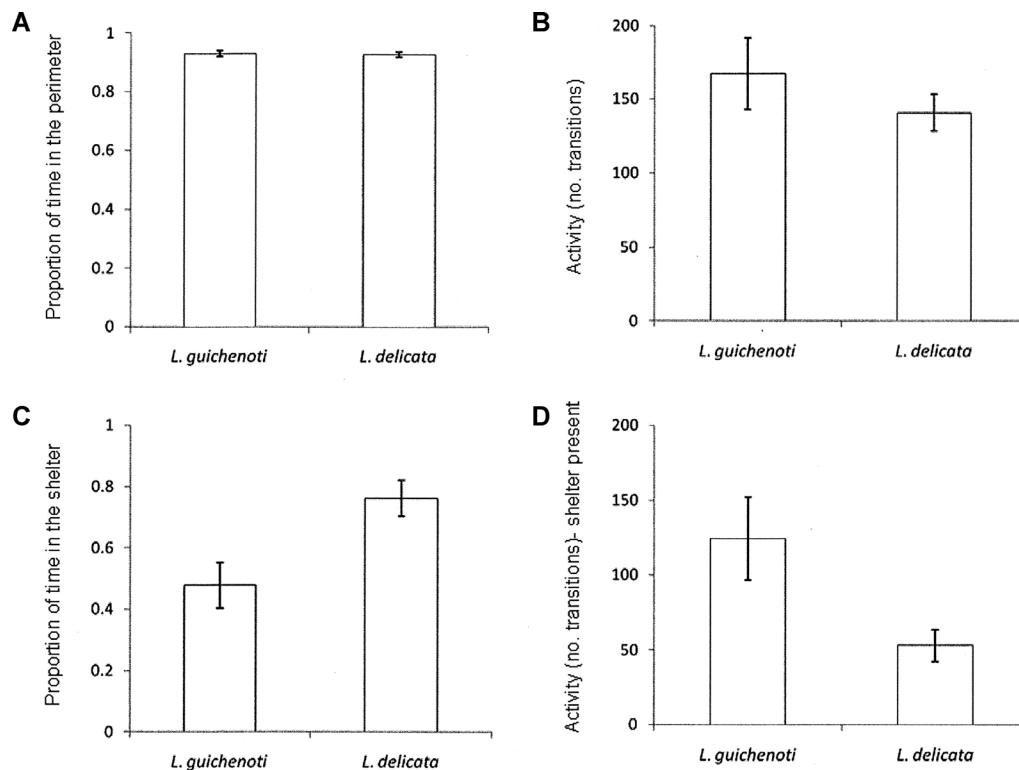 A
Proportion of time in the perimeter
1
0.8
0.6
0.4
0.2
0
L. guichenoti
L. delicata
B
Activity (no. transitions)
200
150
100
50
0
L. guichenoti
L. delicata
C
Proportion of time in the shelter
1
0.8
0.6
0.4
0.2
0
L. guichenoti
L. delicata
D
Activity (no. transitions)- shelter present
200
150
100
50
0
L. guichenoti
L. delicata